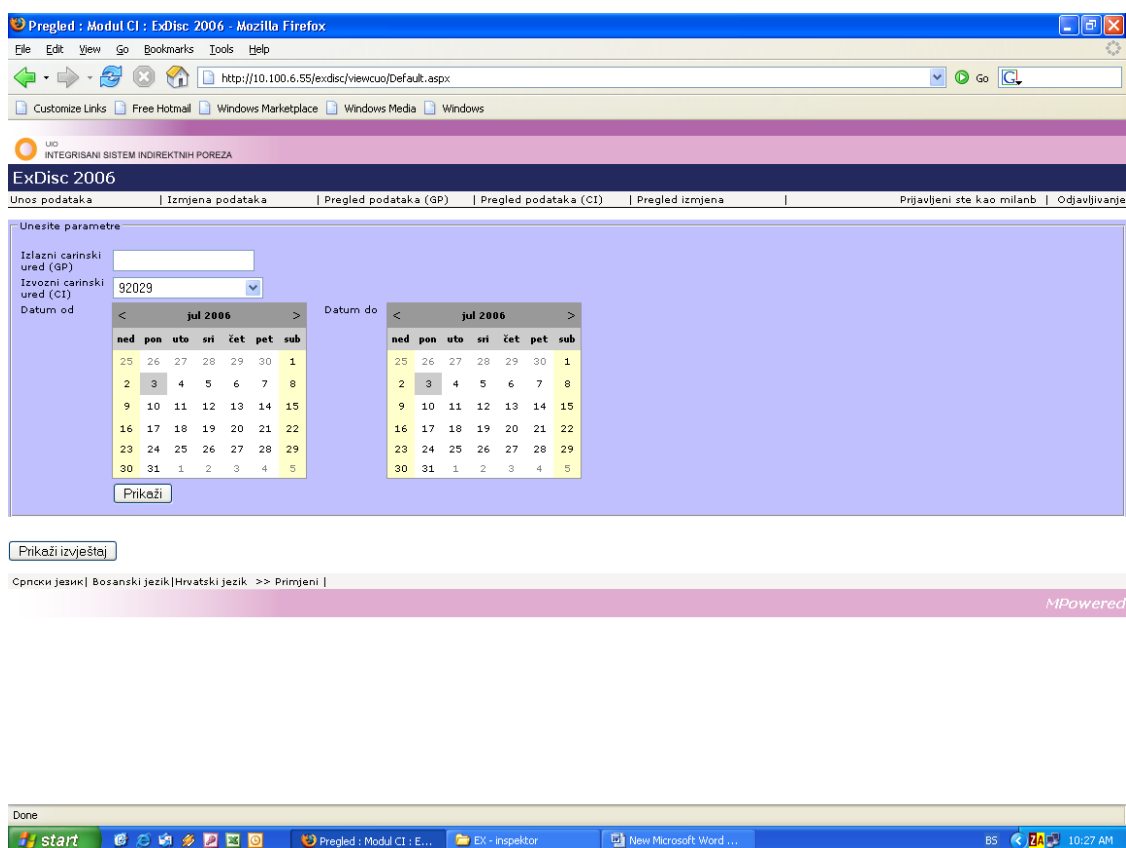 Pregled : Modul CI : ExDisc 2006 - Mozilla Firefox
File Edit View Go Bookmarks Tools Help
http://10.100.6.55/exdisc/viewcuo/Default.aspx Go G
Customize Links Free Hotmail Windows Marketplace Windows Media Windows
UIO
INTEGRISANI SISTEM INDIREKTNIH POREZA
ExDisc 2006
Unos podataka | Izmjena podataka | Pregled podataka (GP) | Pregled podataka (CI) | Pregled izmjena | Prijavljeni ste kao milanb | Odjavljivanje
Unesite parametre
Izlazni carinski
ured (GP)
Izvozni carinski
ured (CI) 92029
Datum od < jul 2006 > Datum do < jul 2006 >
ned pon uto sri čet pet sub ned pon uto sri čet pet sub
25 26 27 28 29 30 1 25 26 27 28 29 30 1
2 3 4 5 6 7 8 2 3 4 5 6 7 8
9 10 11 12 13 14 15 9 10 11 12 13 14 15
16 17 18 19 20 21 22 16 17 18 19 20 21 22
23 24 25 26 27 28 29 23 24 25 26 27 28 29
30 31 1 2 3 4 5 30 31 1 2 3 4 5
Prikaži
Prikaži izvještaj
Српски језик| Bosanski jezik|Hrvatski jezik >> Primjeni |
MPowered
Done
start Pregled : Modul CI : E... EX - inspektor New Microsoft Word ... BS ZA 10:27 AM